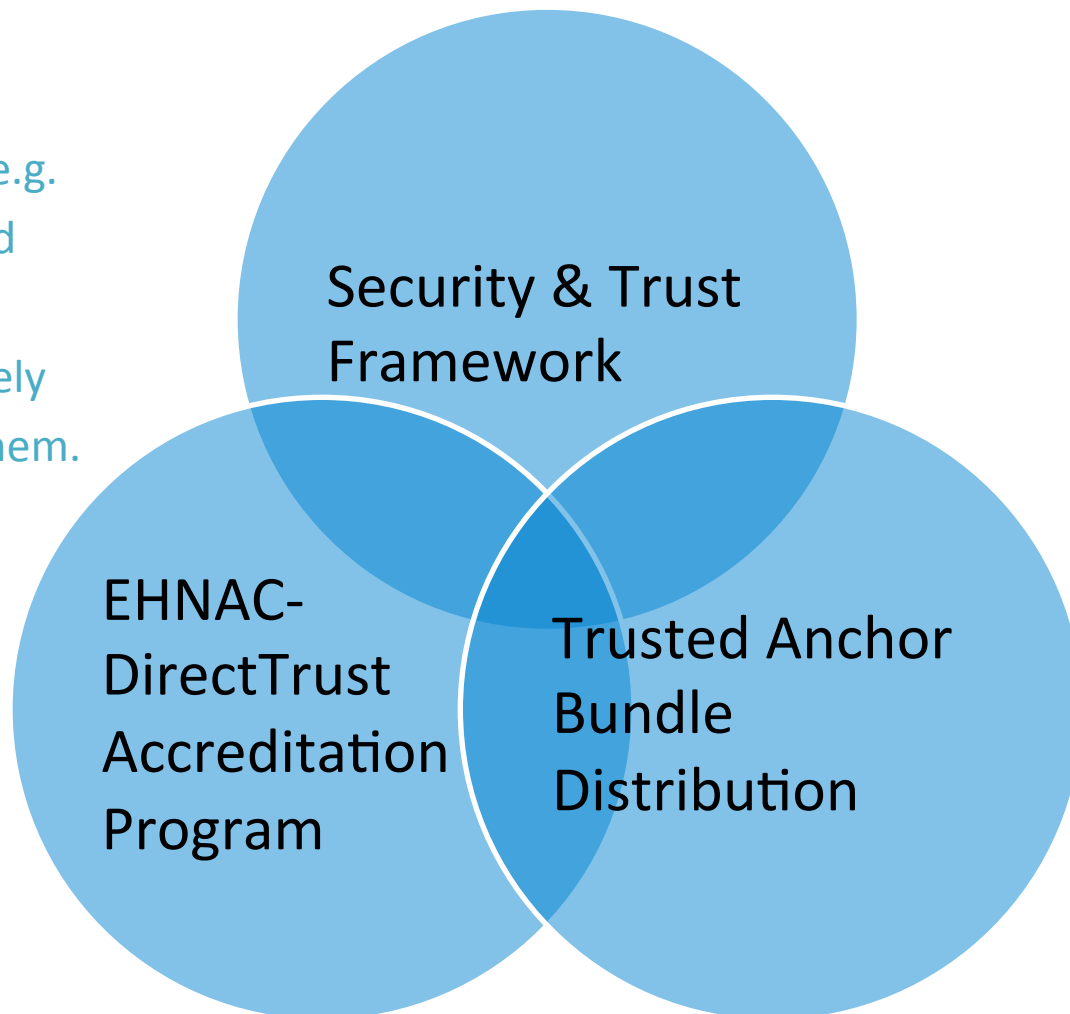 e.g.
Security & Trust
Framework
EHNAC-
DirectTrust
Accreditation
Program
Trusted Anchor
Bundle
Distribution